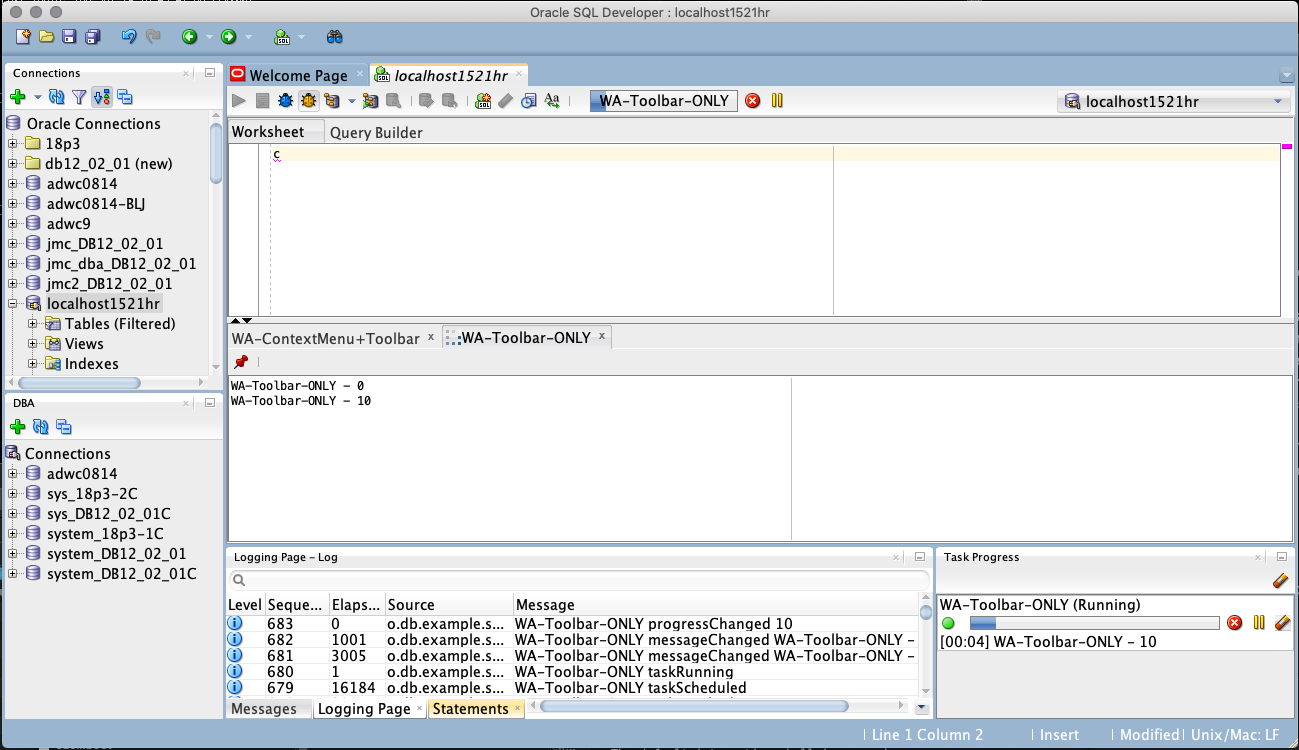 Oracle SQL Developer : localhost1521hr
Connections
Oracle Connections
18p3
db12_02_01 (new)
adwc0814
adwc0814-BLJ
adwc9
jmc_DB12_02_01
jmc_dba_DB12_02_01
jmc2_DB12_02_01
localhost1521hr
Tables (Filtered)
Views
Indexes
DBA
Connections
adwc0814
sys_18p3-2C
sys_DB12_02_01C
system_18p3-1C
system_DB12_02_01
system_DB12_02_01C
Welcome Page
localhost1521hr
WA-Toolbar-ONLY
localhost1521hr
Worksheet Query Builder
c
WA-ContextMenu+Toolbar WA-Toolbar-ONLY
WA-Toolbar-ONLY - 0
WA-Toolbar-ONLY - 10
Logging Page - Log
Level Seque... Elaps... Source Message
683 0 o.db.example.s... WA-Toolbar-ONLY progressChanged 10
682 1001 o.db.example.s... WA-Toolbar-ONLY messageChanged WA-Toolbar-ONLY -
681 3005 o.db.example.s... WA-Toolbar-ONLY messageChanged WA-Toolbar-ONLY -
680 1 o.db.example.s... WA-Toolbar-ONLY taskRunning
679 16184 o.db.example.s... WA-Toolbar-ONLY taskScheduled
Messages Logging Page Statements
Task Progress
WA-Toolbar-ONLY (Running)
[00:04] WA-Toolbar-ONLY - 10
Line 1 Column 2 Insert Modified Unix/Mac: LF